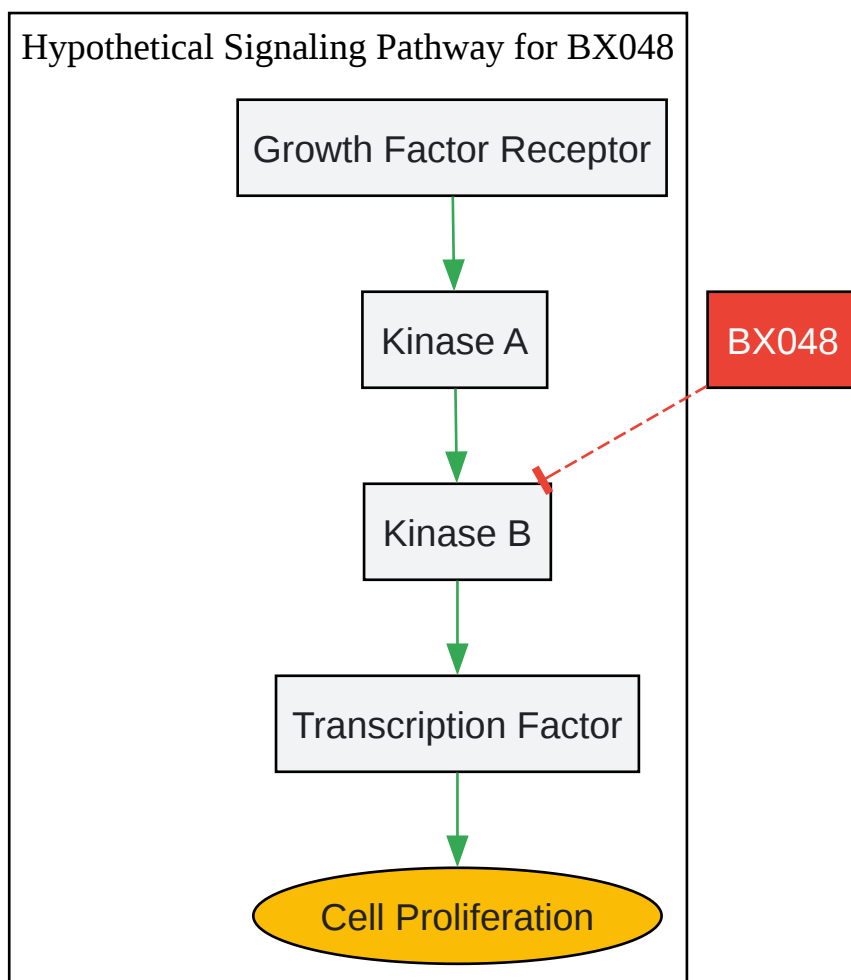 Hypothetical Signaling Pathway for BX048
Growth Factor Receptor
Kinase A
BX048
Kinase B
Transcription Factor
Cell Proliferation